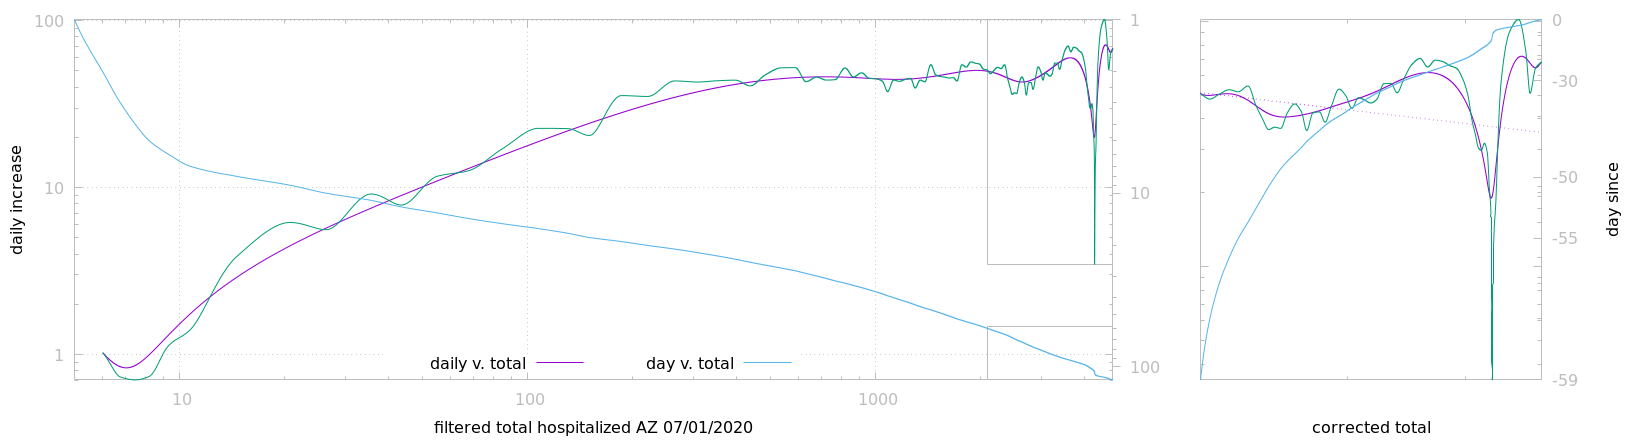 100
10
1
daily increase
10
100
1000
1
10
100
daily v. total
day v. total
filtered total hospitalized AZ 07/01/2020
0
-30
-50
-55
-59
day since
corrected total